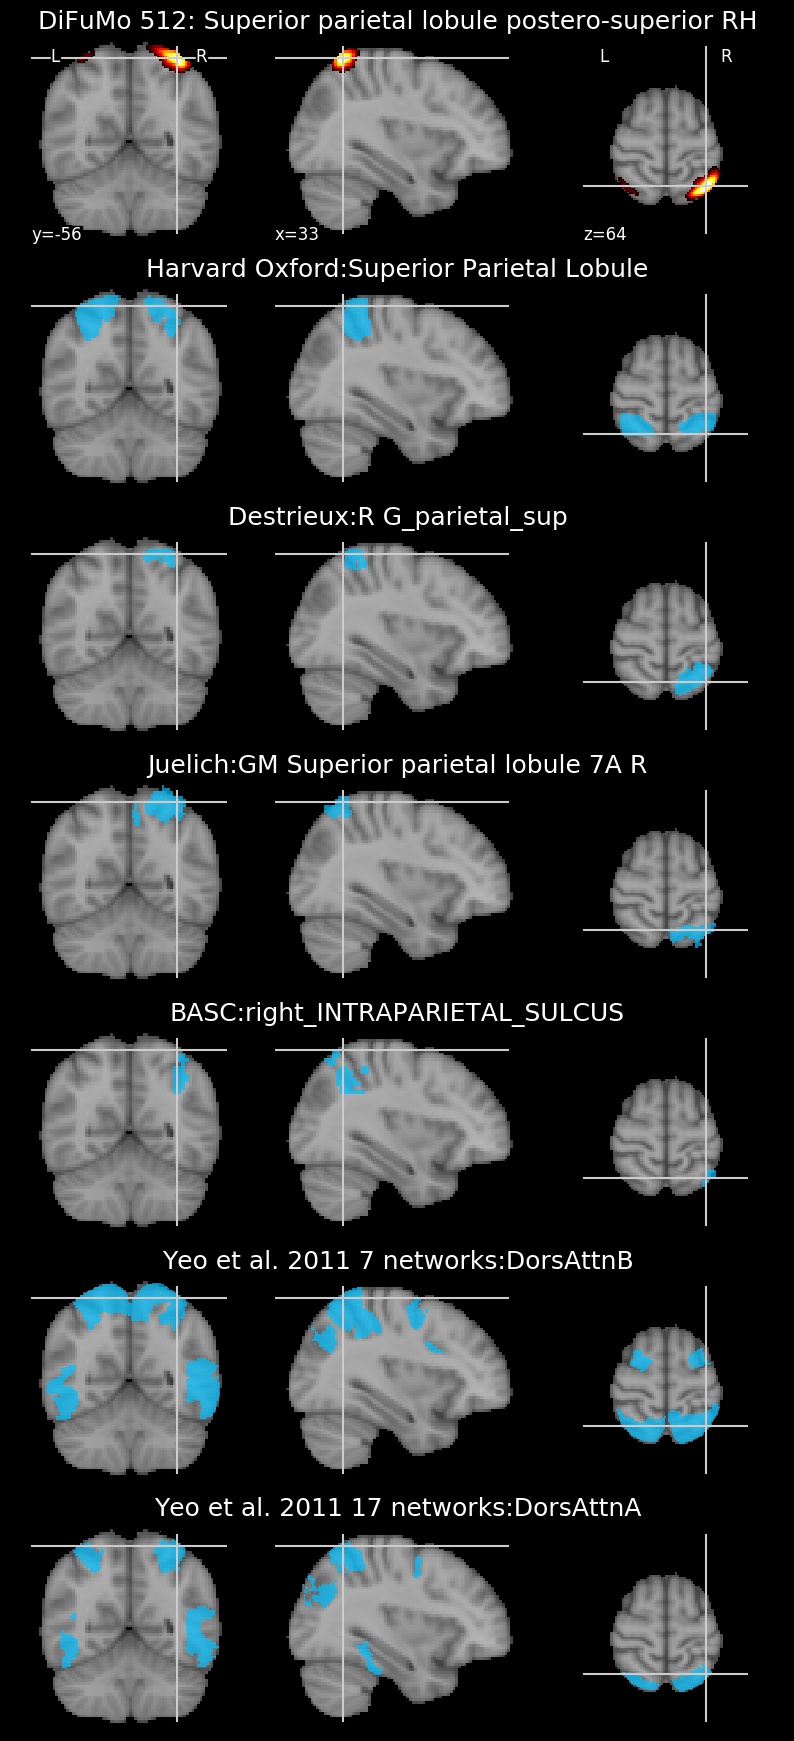 DiFuMo 512: Superior parietal lobule postero-superior RH
L R L R
y=-56 x=33 z=64
Harvard Oxford:Superior Parietal Lobule
Destrieux:R G_parietal_sup
Juelich:GM Superior parietal lobule 7A R
BASC:right_INTRAPARIETAL_SULCUS
Yeo et al. 2011 7 networks:DorsAttnB
Yeo et al. 2011 17 networks:DorsAttnA